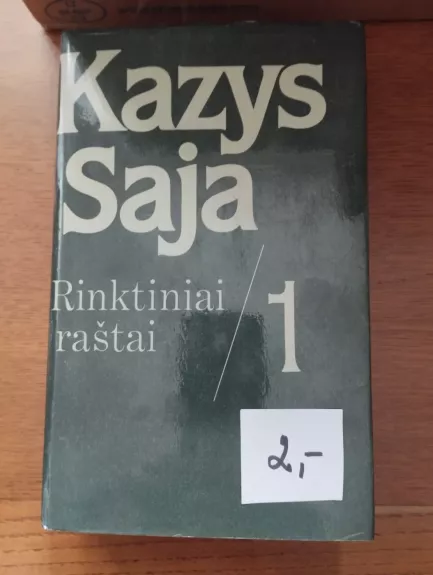 Kazys
Saja
Rinktiniai
raštai
/1
2,-